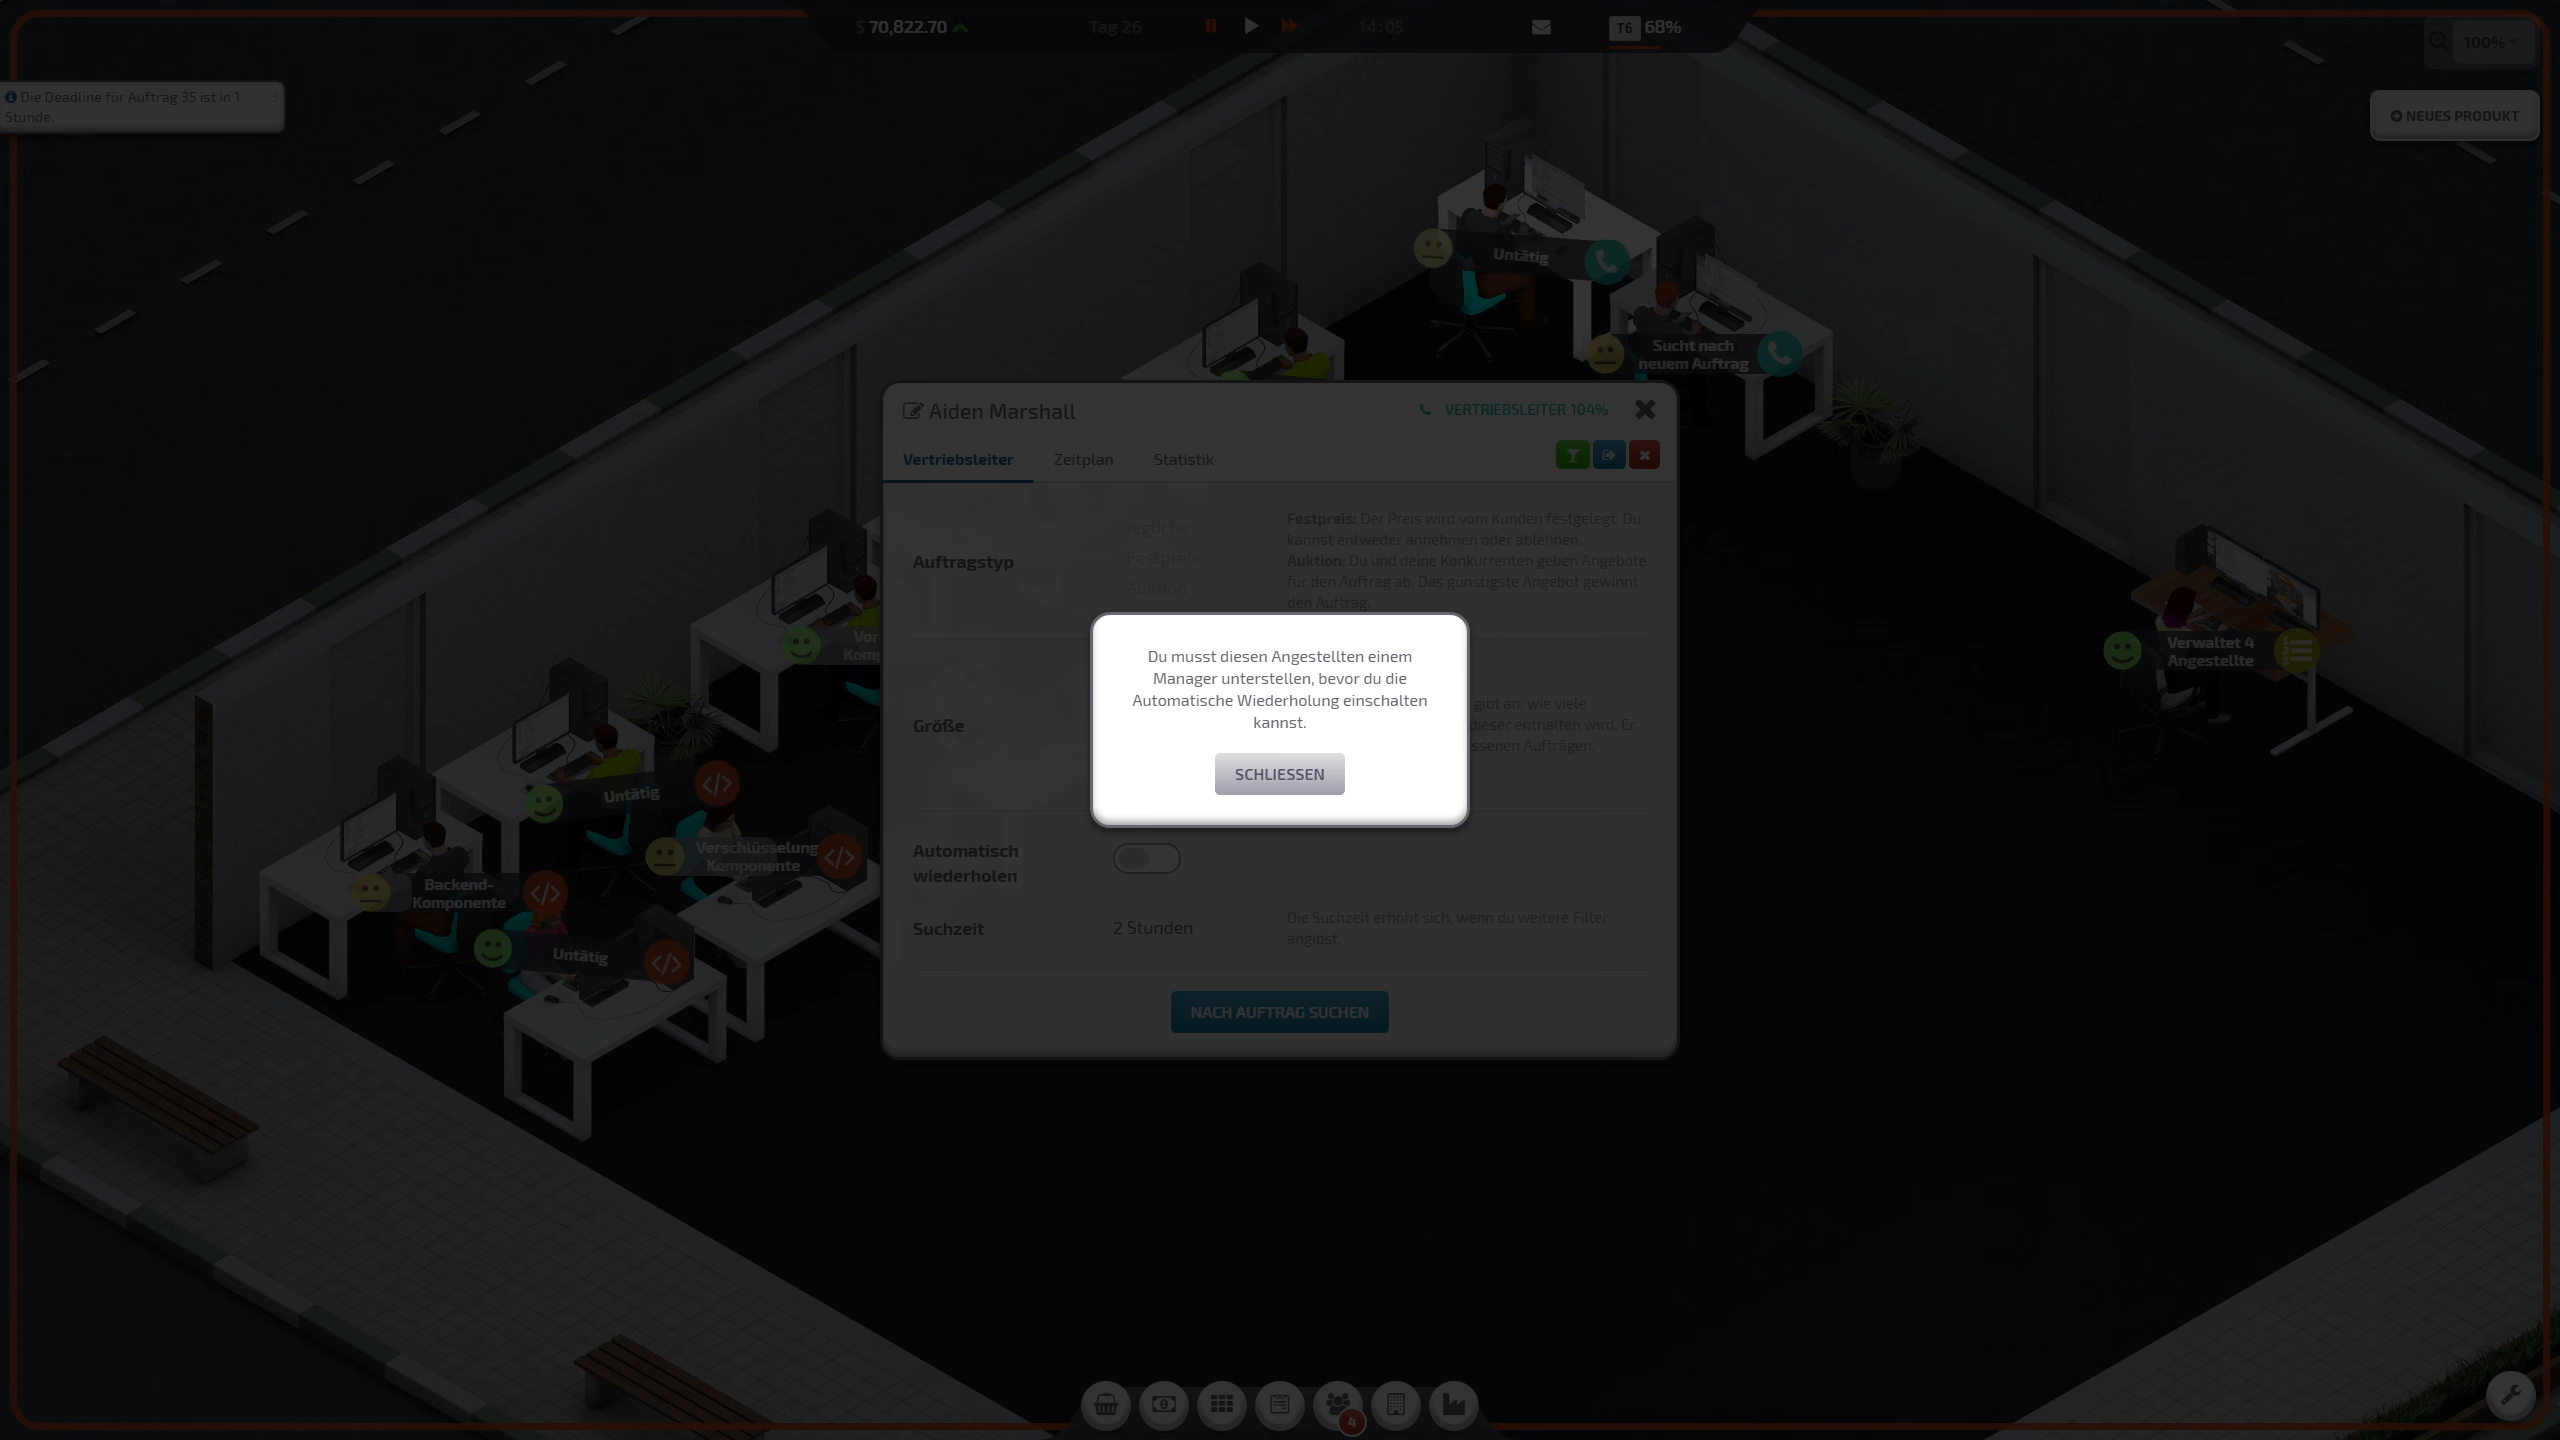 $ 70,822.70
Tag 26
14:05
T6 68%
100%
Die Deadline für Auftrag 35 ist in 1
Stunde.
3
NEUES PRODUKT
Untätig
Sucht nach
neuem Auftrag
Aiden Marshall
VERTRIEBSLEITER 104%
Vertriebsleiter
Zeitplan
Statistik
Auftragstyp
Jegliche
Festpreis
Auktion
Festpreis: Der Preis wird vom Kunden festgelegt. Du
kannst entweder annehmen oder ablehnen.
Auktion: Du und deine Konkurrenten geben Angebote
für den Auftrag ab. Das günstigste Angebot gewinnt
den Auftrag.
Du musst diesen Angestellten einem
Manager unterstellen, bevor du die
Automatische Wiederholung einschalten
kannst.
SCHLIESSEN
Größe
gibt an, wie viele
dieser enthalten wird. Er
ssenen Aufträgen.
Automatisch
wiederholen
Suchzeit
2 Stunden
Die Suchzeit erhöht sich, wenn du weitere Filter
angibst.
NACH AUFTRAG SUCHEN
Verwaltet 4
Angestellte
Vor
Komp
Untätig
Verschlüsselung
Komponente
Backend-
Komponente
Untätig
4